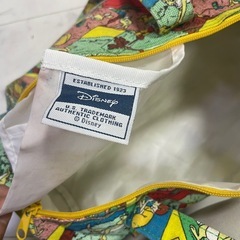 ESTABLISHED 1923
Disney
U.S. TRADEMARK
AUTHENTIC CLOTHING
© Disney